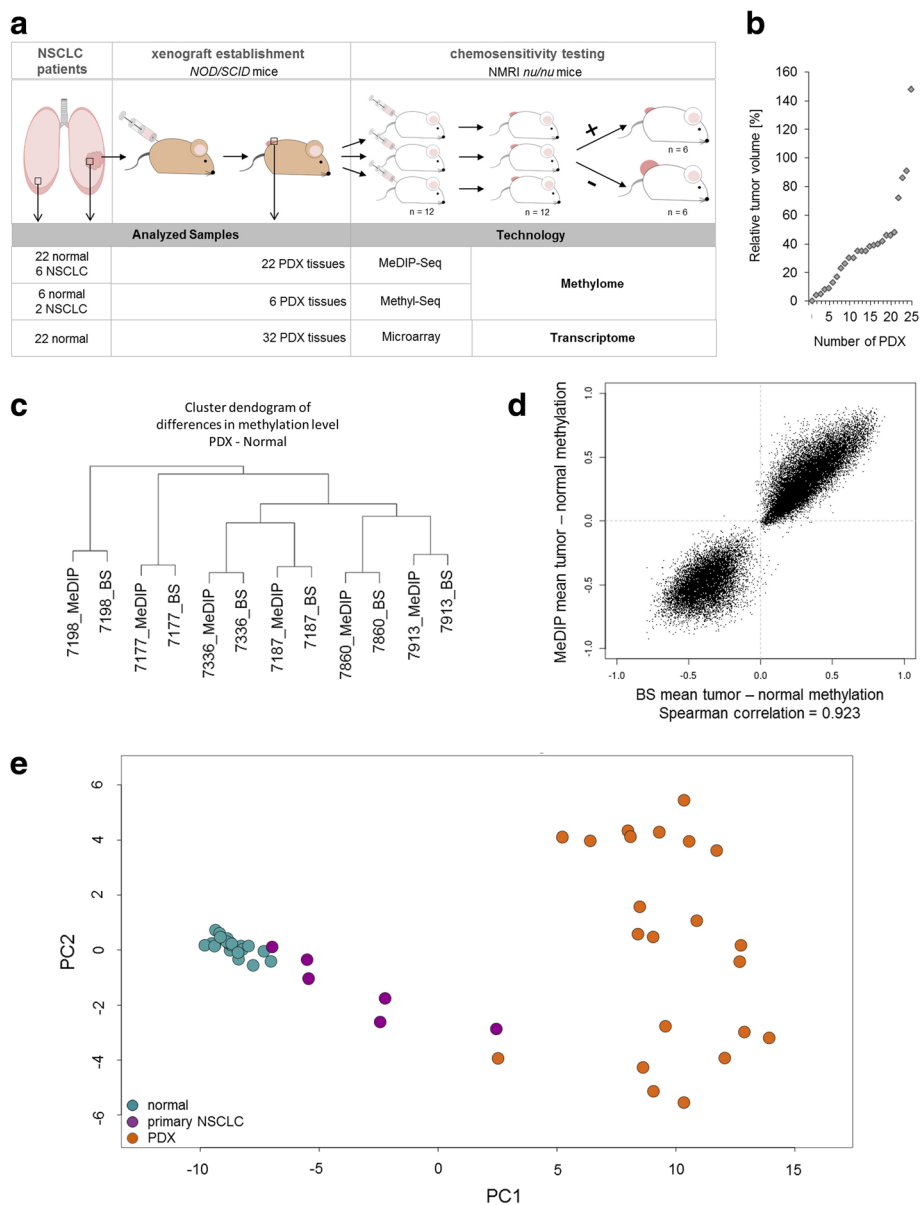 a
NSCLC
patients
xenograft establishment
NOD/SCID mice
chemosensitivity testing
NMRI nu/nu mice
+
-
n = 6
n = 12
n = 12
n = 6
Analyzed Samples
Technology
22 normal
6 NSCLC
22 PDX tissues
MeDIP-Seq
Methylome
6 normal
2 NSCLC
6 PDX tissues
Methyl-Seq
22 normal
32 PDX tissues
Microarray
Transcriptome
b
Relative tumor volume [%]
160
140
120
100
80
60
40
20
0
5 10 15 20 25
Number of PDX
c
Cluster dendogram of
differences in methylation level
PDX - Normal
7198_MeDIP
7198_BS
7177_MeDIP
7177_BS
7336_MeDIP
7336_BS
7187_MeDIP
7187_BS
7860_MeDIP
7860_BS
7913_MeDIP
7913_BS
d
MeDIP mean tumor – normal methylation
1.0
0.5
0.0
-0.5
-1.0
-1.0 -0.5 0.0 0.5 1.0
BS mean tumor – normal methylation
Spearman correlation = 0.923
e
PC2
6
4
2
0
-2
-4
-6
normal
primary NSCLC
PDX
-10 -5 0 5 10 15
PC1